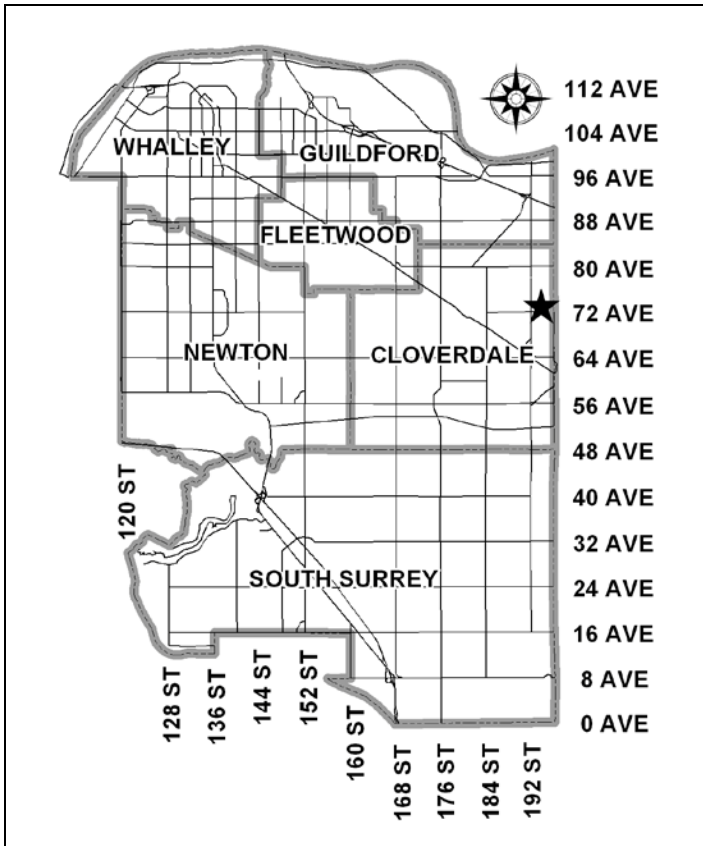 112 AVE
104 AVE
WHALLEY
GUILDFORD
96 AVE
88 AVE
FLEETWOOD
80 AVE
72 AVE
NEWTON
CLOVERDALE
64 AVE
56 AVE
48 AVE
120 ST
40 AVE
32 AVE
SOUTH SURREY
24 AVE
16 AVE
8 AVE
0 AVE
128 ST
136 ST
144 ST
152 ST
160 ST
168 ST
176 ST
184 ST
192 ST